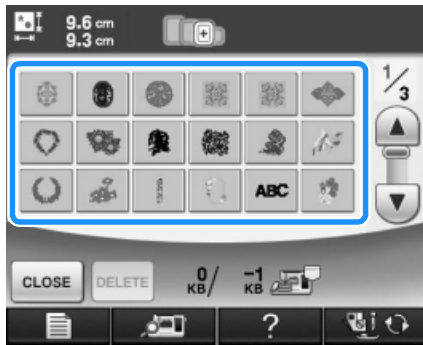 9.6 cm
9.3 cm
1/3
ABC
CLOSE DELETE 0/KB -1 KB
?